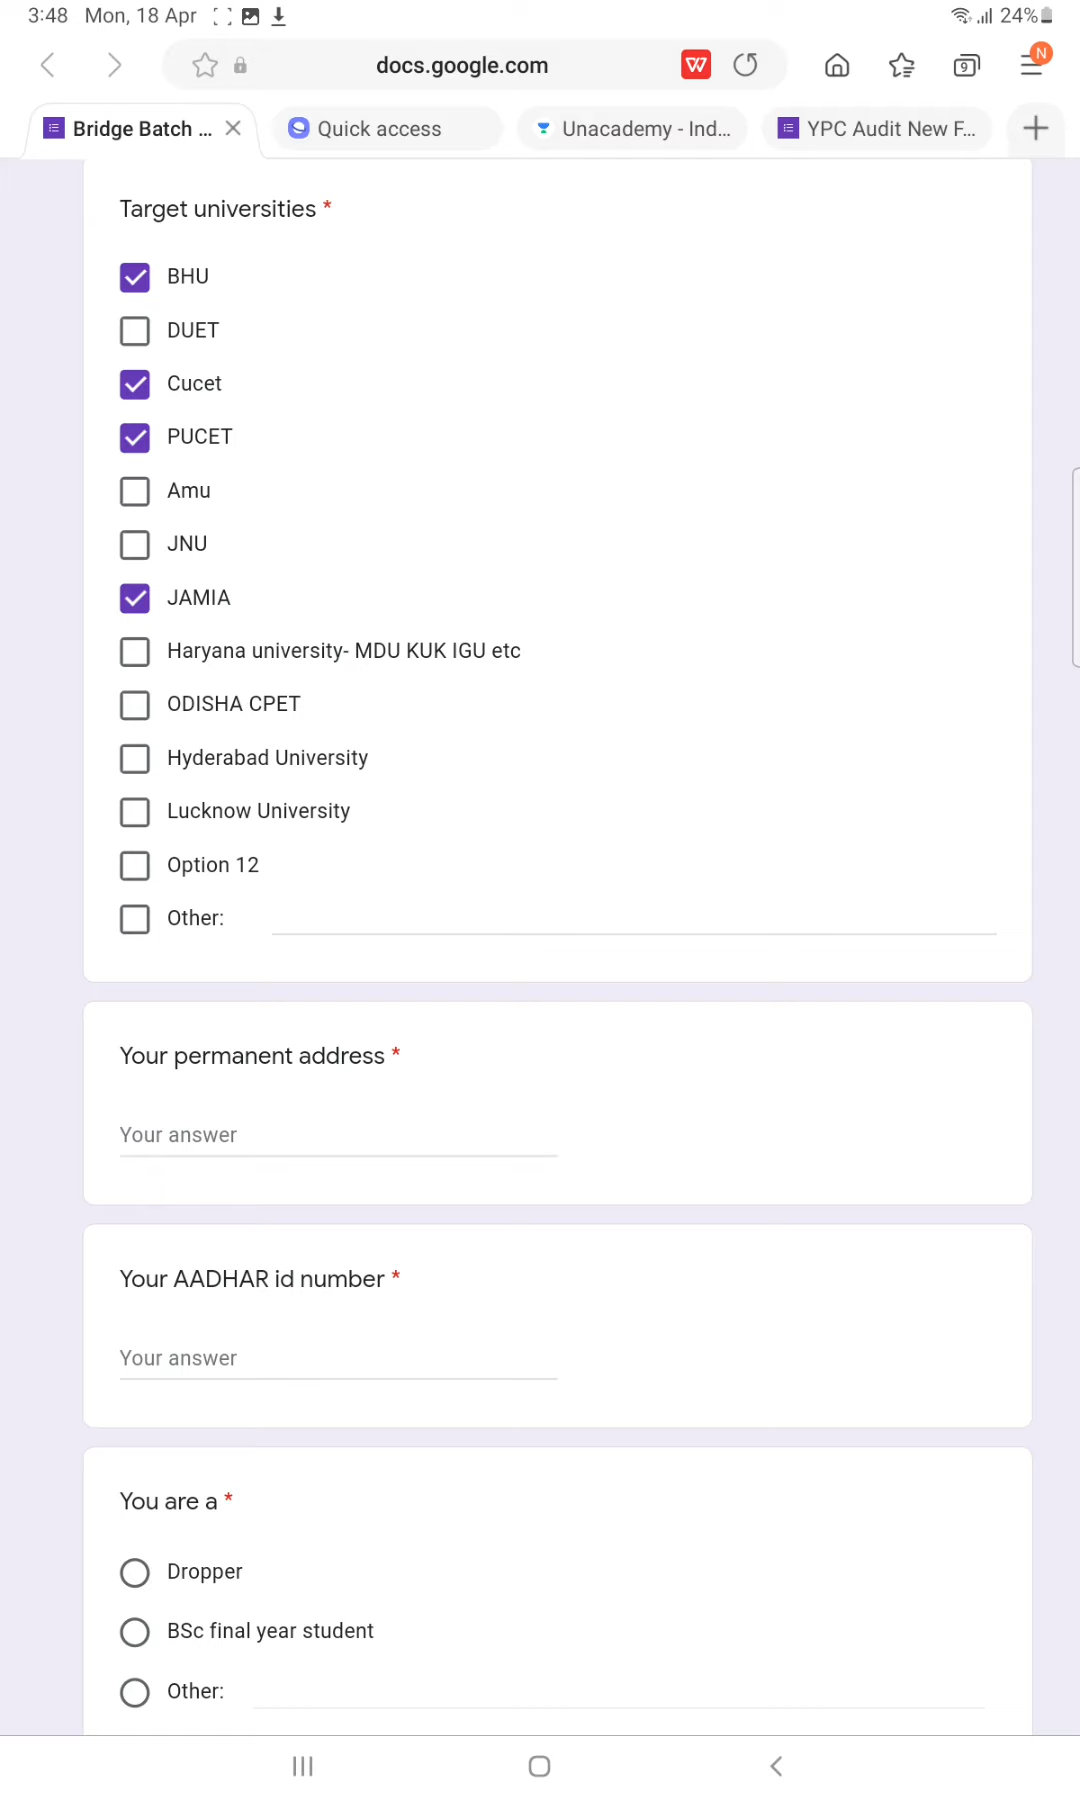 3:48 Mon, 18 Apr 24%
docs.google.com W 9 N
Bridge Batch ... Quick access Unacademy - Ind... YPC Audit New F...
Target universities *
BHU
DUET
Cucet
PUCET
Amu
JNU
JAMIA
Haryana university- MDU KUK IGU etc
ODISHA CPET
Hyderabad University
Lucknow University
Option 12
Other:
Your permanent address *
Your answer
Your AADHAR id number *
Your answer
You are a *
Dropper
BSc final year student
Other: